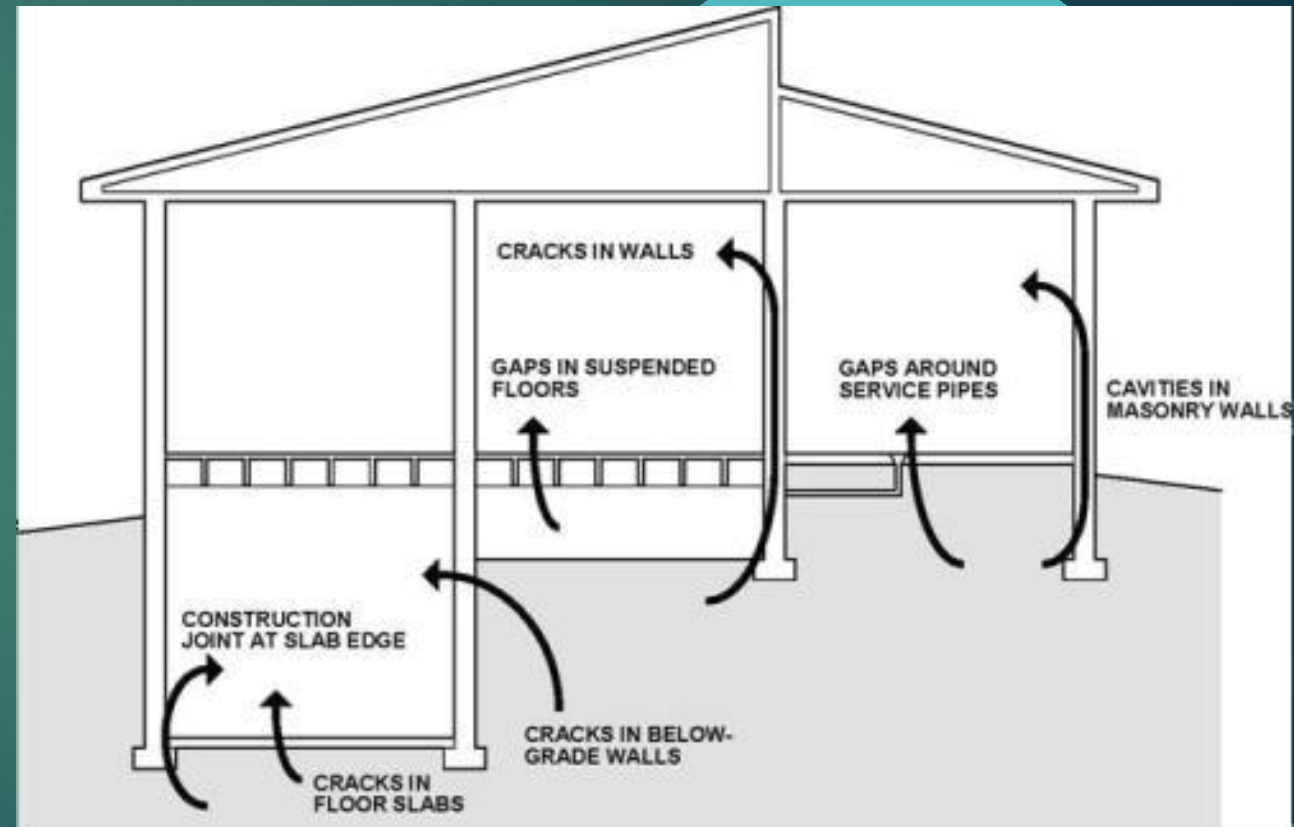 CRACKS IN WALLS
GAPS IN SUSPENDED
FLOORS
GAPS AROUND
SERVICE PIPES
CAVITIES IN
MASONRY WALLS
CONSTRUCTION
JOINT AT SLAB EDGE
CRACKS IN BELOW-
GRADE WALLS
CRACKS IN
FLOOR SLABS